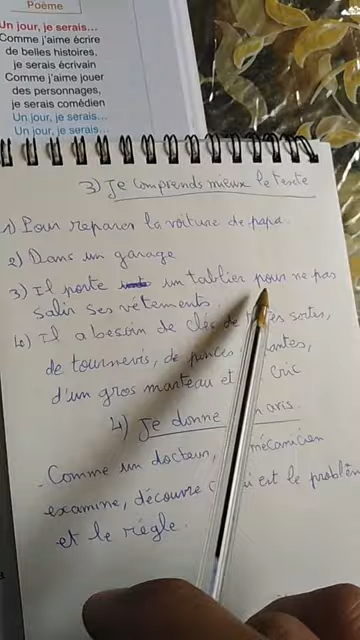 Poème
Un jour, je serais...
Comme j'aime écrire
de belles histoires,
je serais écrivain
Comme j'aime jouer
des personnages,
je serais comédien
Un jour, je serais...
Un jour, je serais...
3) Je comprends mieux le texte
1) Pour reparer la voiture de papa.
2) Dans un garage
3) Il porte un tablier pour ne pas
salir ses vêtements.
4) Il a besoin de clés de sortes,
de tournevis, de pinces
d'un gros marteau et cric
4) Je donne avis.
- Comme un docteur, mécanicien
examine, découvre est le problèm
et le règle.